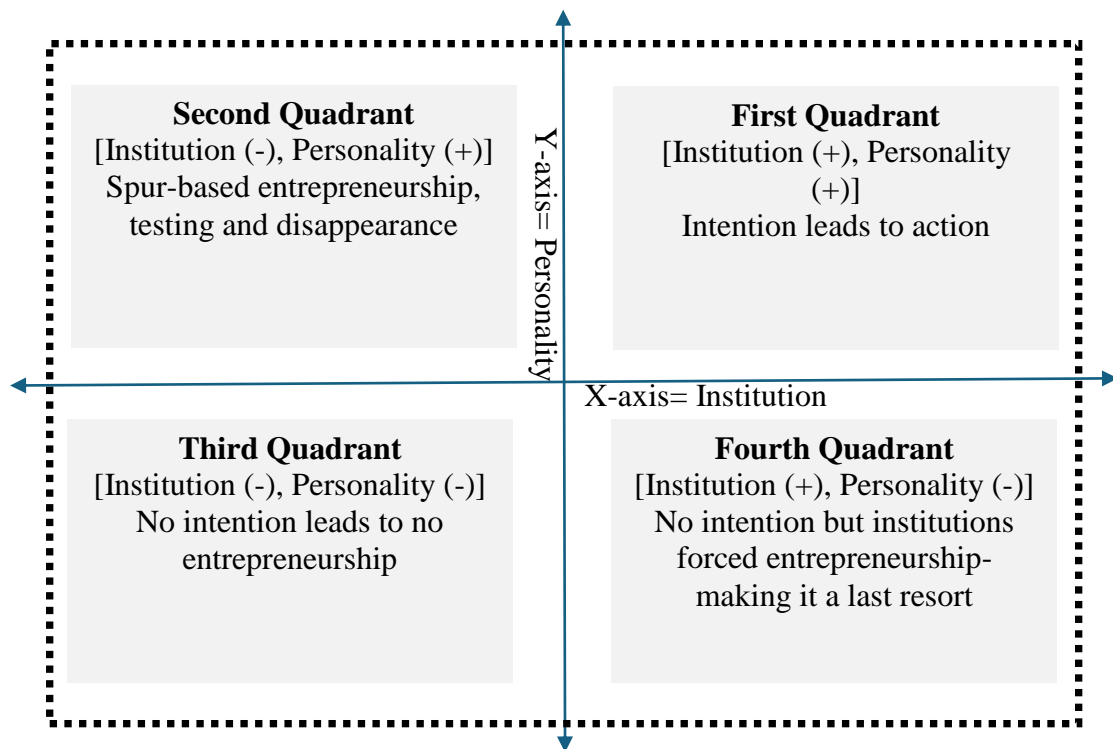 Second Quadrant
[Institution (-), Personality (+)]
Spur-based entrepreneurship,
testing and disappearance
Y-axis= Personality
First Quadrant
[Institution (+), Personality
(+)]
Intention leads to action
X-axis= Institution
Third Quadrant
[Institution (-), Personality (-)]
No intention leads to no
entrepreneurship
Fourth Quadrant
[Institution (+), Personality (-)]
No intention but institutions
forced entrepreneurship-
making it a last resort